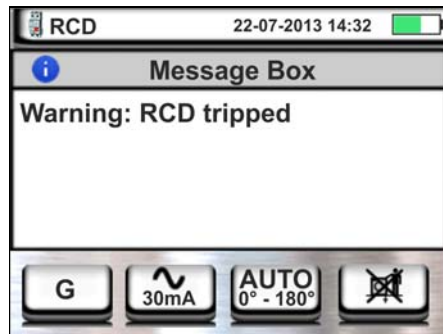 RCD 22-07-2013 14:32
Message Box
Warning: RCD tripped
G 30mA AUTO 0° - 180°